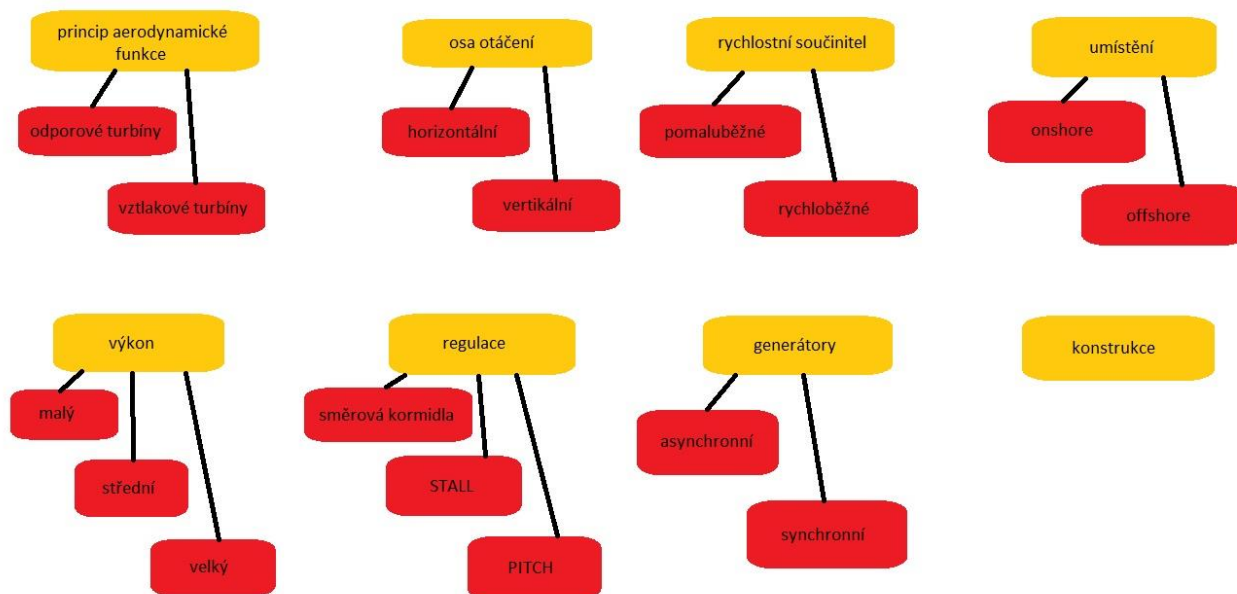 princip aerodynamické
funkce
odporové turbíny
vztlakové turbíny
osa otáčení
horizontální
vertikální
rychlostní součinitel
pomaluběžné
rychloběžné
umístění
onshore
offshore
výkon
malý
střední
velký
regulace
směrová kormidla
STALL
PITCH
generátory
asynchronní
synchronní
konstrukce